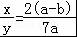 x/y = 2(a-b)/7a